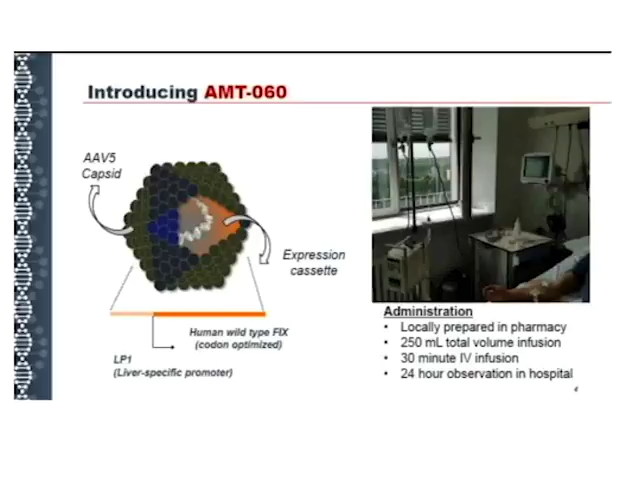 Introducing AMT-060
AAV5
Capsid
Expression
cassette
Human wild type FIX
(codon optimized)
LP1
(Liver-specific promoter)
Administration
• Locally prepared in pharmacy
• 250 mL total volume infusion
• 30 minute IV infusion
• 24 hour observation in hospital
4